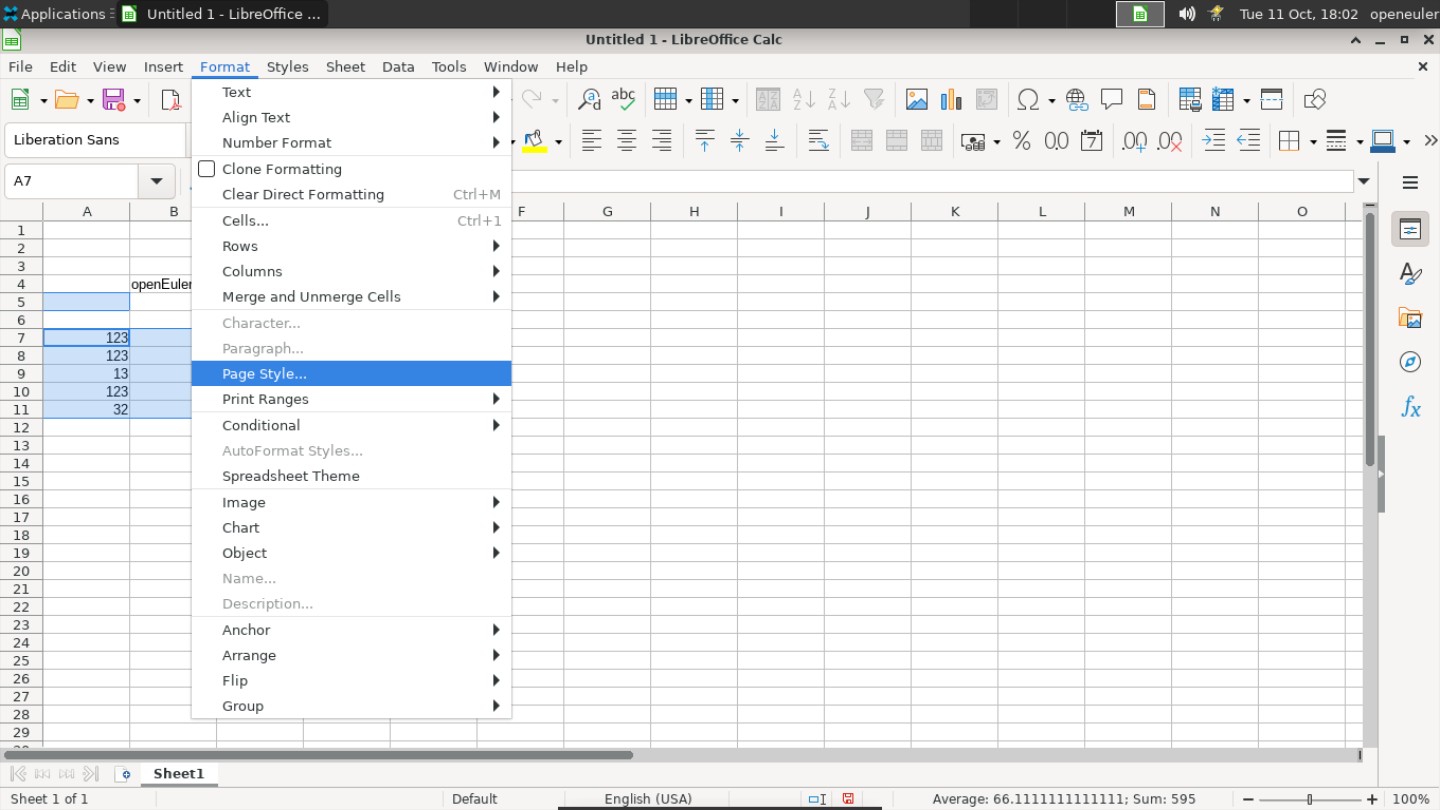 Applications
Untitled 1 - LibreOffice ...
Tue 11 Oct, 18:02
openeuler
Untitled 1 - LibreOffice Calc
File Edit View Insert Format Styles Sheet Data Tools Window Help
Liberation Sans
A7
A B F G H I J K L M N O
1
2
3
4 openEuler
5
6
7 123
8 123
9 13
10 123
11 32
12
13
14
15
16
17
18
19
20
21
22
23
24
25
26
27
28
29
Text
Align Text
Number Format
Clone Formatting
Clear Direct Formatting Ctrl+M
Cells... Ctrl+1
Rows
Columns
Merge and Unmerge Cells
Character...
Paragraph...
Page Style...
Print Ranges
Conditional
AutoFormat Styles...
Spreadsheet Theme
Image
Chart
Object
Name...
Description...
Anchor
Arrange
Flip
Group
Sheet1
Sheet 1 of 1
Default
English (USA)
Average: 66.1111111111111; Sum: 595
100%